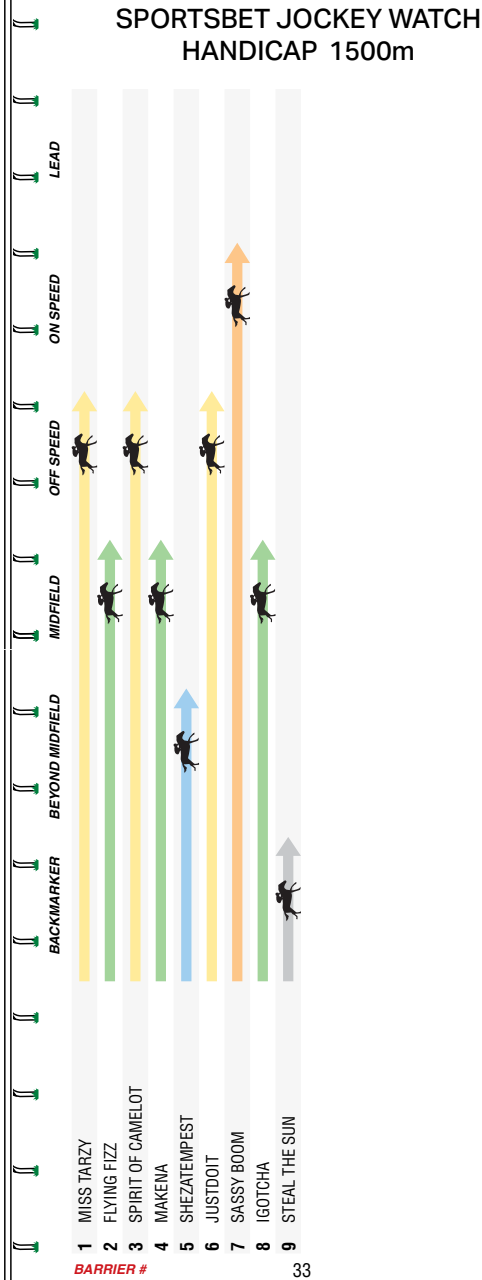 SPORTSBET JOCKEY WATCH
HANDICAP 1500m
LEAD
ON SPEED
OFF SPEED
MIDFIELD
BEYOND MIDFIELD
BACKMARKER
1 MISS TARZY
2 FLYING FIZZ
3 SPIRIT OF CAMELOT
4 MAKENA
5 SHEZATEMPEST
6 JUSTDOIT
7 SASSY BOOM
8 IGOTCHA
9 STEAL THE SUN
BARRIER #
33